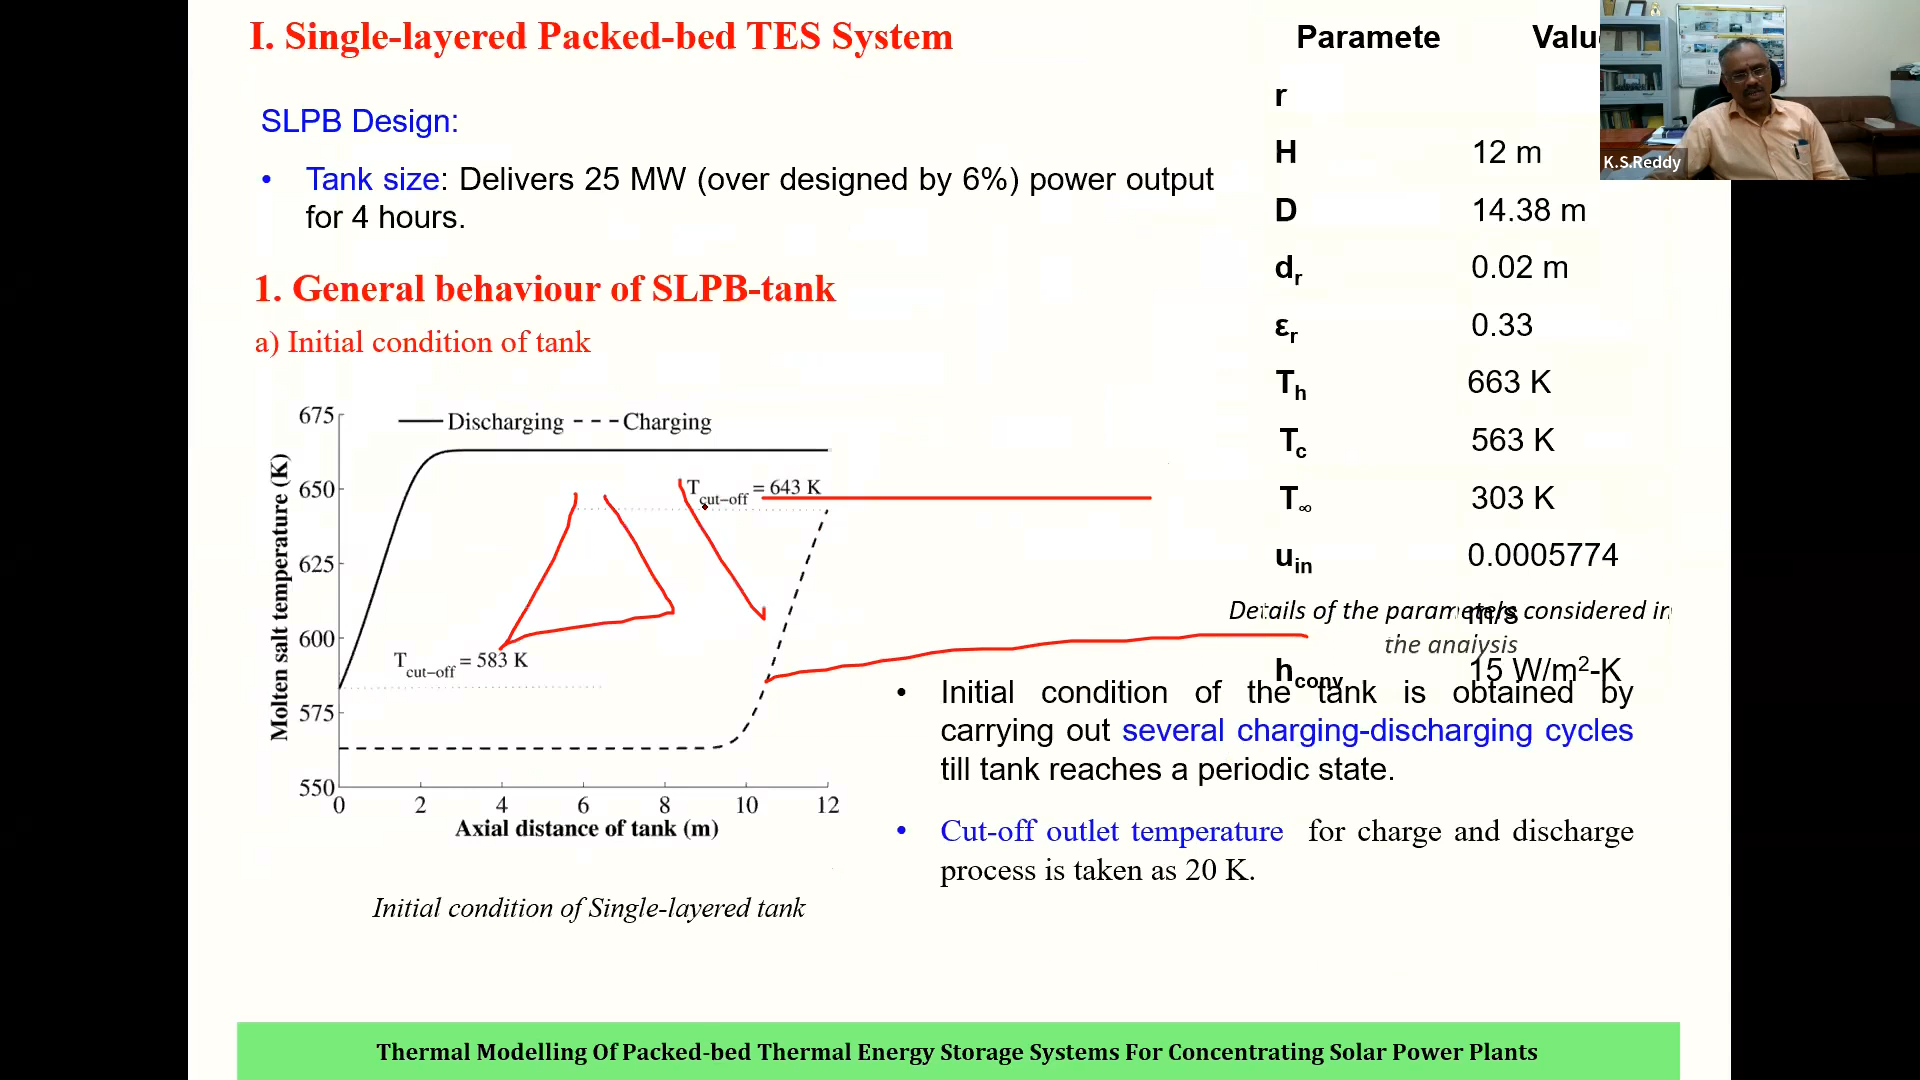 I. Single-layered Packed-bed TES System
SLPB Design:
• Tank size: Delivers 25 MW (over designed by 6%) power output
for 4 hours.
1. General behaviour of SLPB-tank
a) Initial condition of tank
675
650
625
600
575
550
0 2 4 6 8 10 12
Molten salt temperature (K)
Axial distance of tank (m)
Discharging
Charging
Tcut−off = 643 K
Tcut−off = 583 K
Initial condition of Single-layered tank
Paramete Valu
r
H 12 m
D 14.38 m
dr 0.02 m
εr 0.33
Th 663 K
Tc 563 K
T∞ 303 K
uin 0.0005774
m/s
hconv 15 W/m2-K
Details of the parameters considered in
the analysis
• Initial condition of the tank is obtained by
carrying out several charging-discharging cycles
till tank reaches a periodic state.
• Cut-off outlet temperature for charge and discharge
process is taken as 20 K.
K.S.Reddy
Thermal Modelling Of Packed-bed Thermal Energy Storage Systems For Concentrating Solar Power Plants